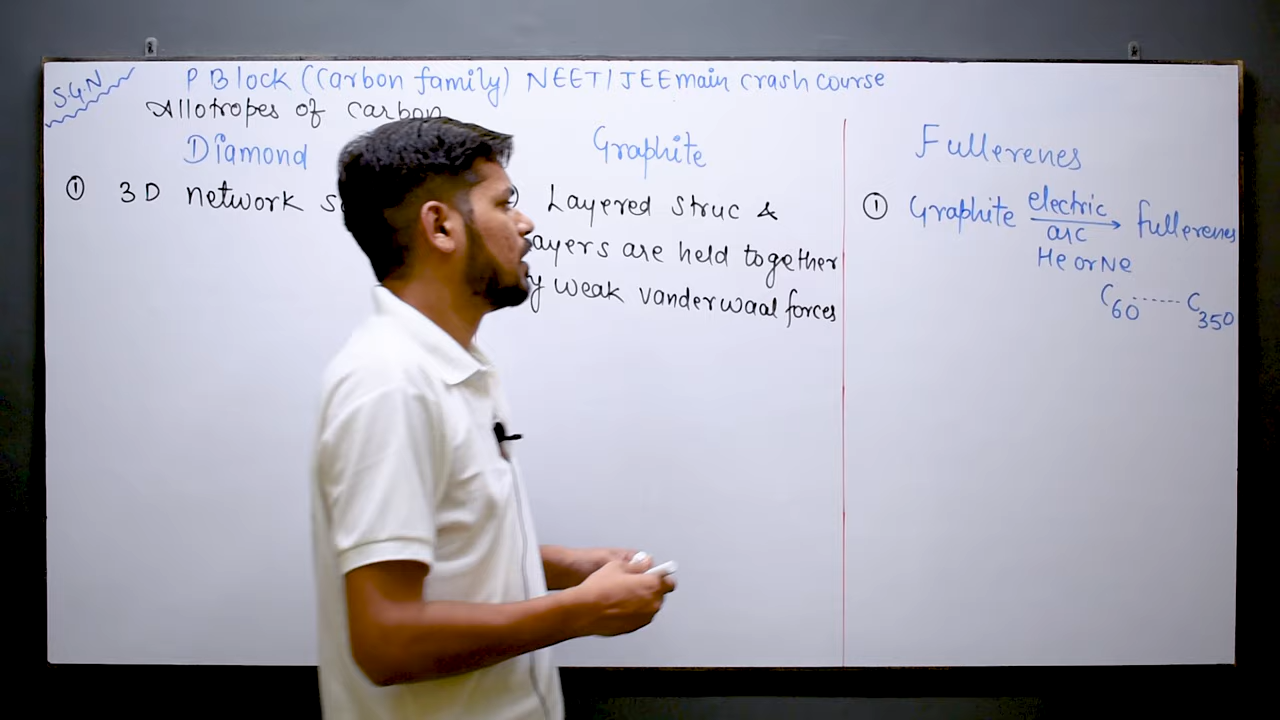 S.G.N
P Block (Carbon family) NEET/JEE main crash course
Allotropes of carbon
Diamond
① 3D network
Graphite
Layered struc &
ayers are held together
y weak vanderwaal forces
Fullerenes
① Graphite electric arc He or Ne → fullerenes
C60 ------ C350